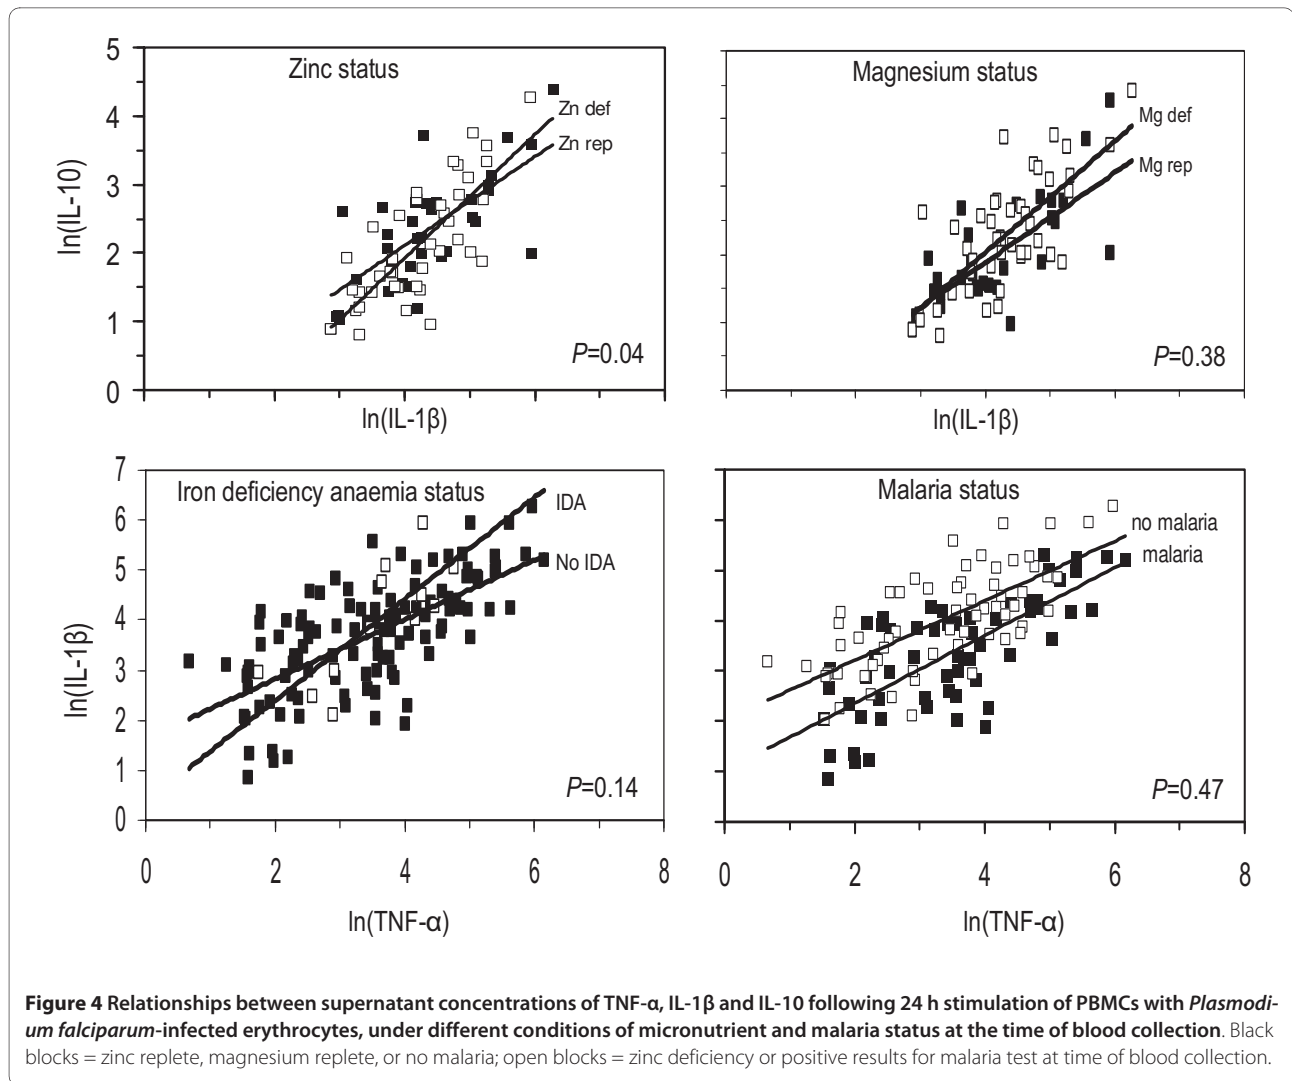 5
4
3
2
1
0
ln(IL-10)
Zinc status
Zn def
Zn rep
P=0.04
ln(IL-1β)
Magnesium status
Mg def
Mg rep
P=0.38
ln(IL-1β)
7
6
5
4
3
2
1
0
ln(IL-1β)
Iron deficiency anaemia status
IDA
No IDA
P=0.14
0 2 4 6 8
ln(TNF-α)
Malaria status
no malaria
malaria
P=0.47
0 2 4 6 8
ln(TNF-α)
Figure 4 Relationships between supernatant concentrations of TNF-α, IL-1β and IL-10 following 24 h stimulation of PBMCs with Plasmodi-
um falciparum-infected erythrocytes, under different conditions of micronutrient and malaria status at the time of blood collection. Black
blocks = zinc replete, magnesium replete, or no malaria; open blocks = zinc deficiency or positive results for malaria test at time of blood collection.